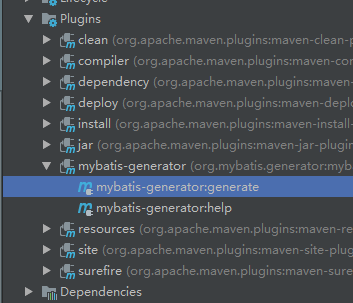 Lifecycle
Plugins
clean (org.apache.maven.plugins:maven-clean-p
compiler (org.apache.maven.plugins:maven-con
dependency (org.apache.maven.plugins:maven-
deploy (org.apache.maven.plugins:maven-deplo
install (org.apache.maven.plugins:maven-install-
jar (org.apache.maven.plugins:maven-jar-plugin
mybatis-generator (org.mybatis.generator:myb
mybatis-generator:generate
mybatis-generator:help
resources (org.apache.maven.plugins:maven-re
site (org.apache.maven.plugins:maven-site-plu
surefire (org.apache.maven.plugins:maven-sure
Dependencies